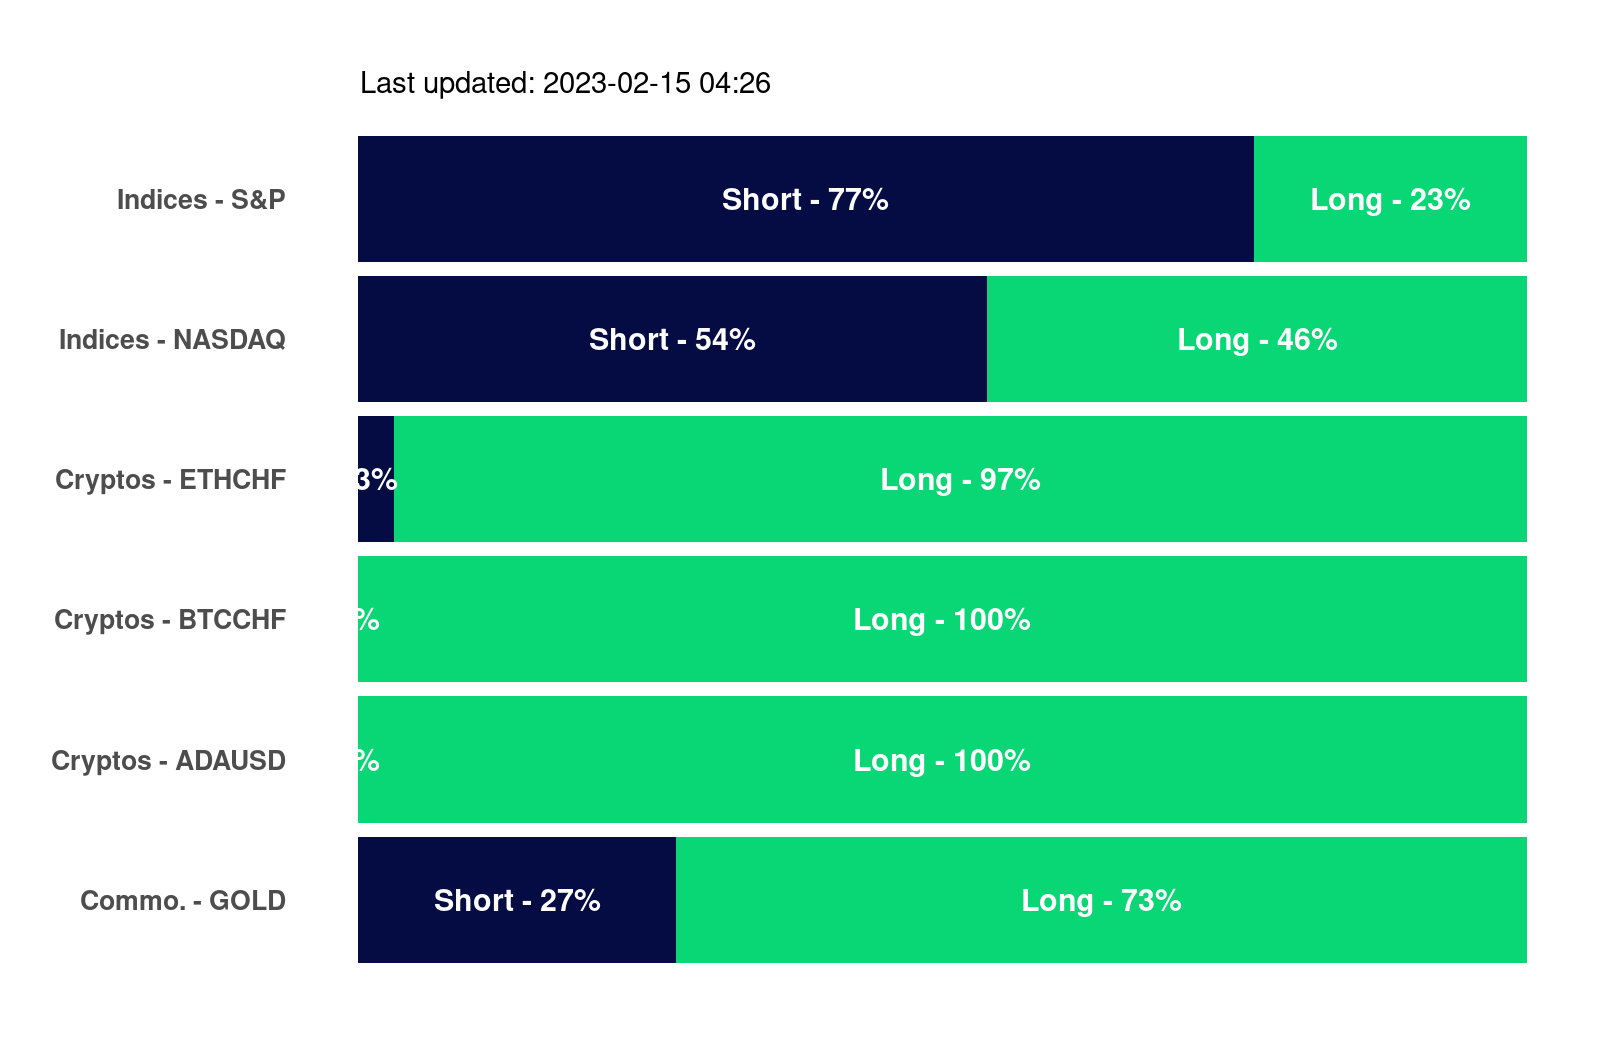 Last updated: 2023-02-15 04:26
Indices - S&P
Short - 77%
Long - 23%
Indices - NASDAQ
Short - 54%
Long - 46%
Cryptos - ETHCHF
3%
Long - 97%
Cryptos - BTCCHF
%
Long - 100%
Cryptos - ADAUSD
%
Long - 100%
Commo. - GOLD
Short - 27%
Long - 73%